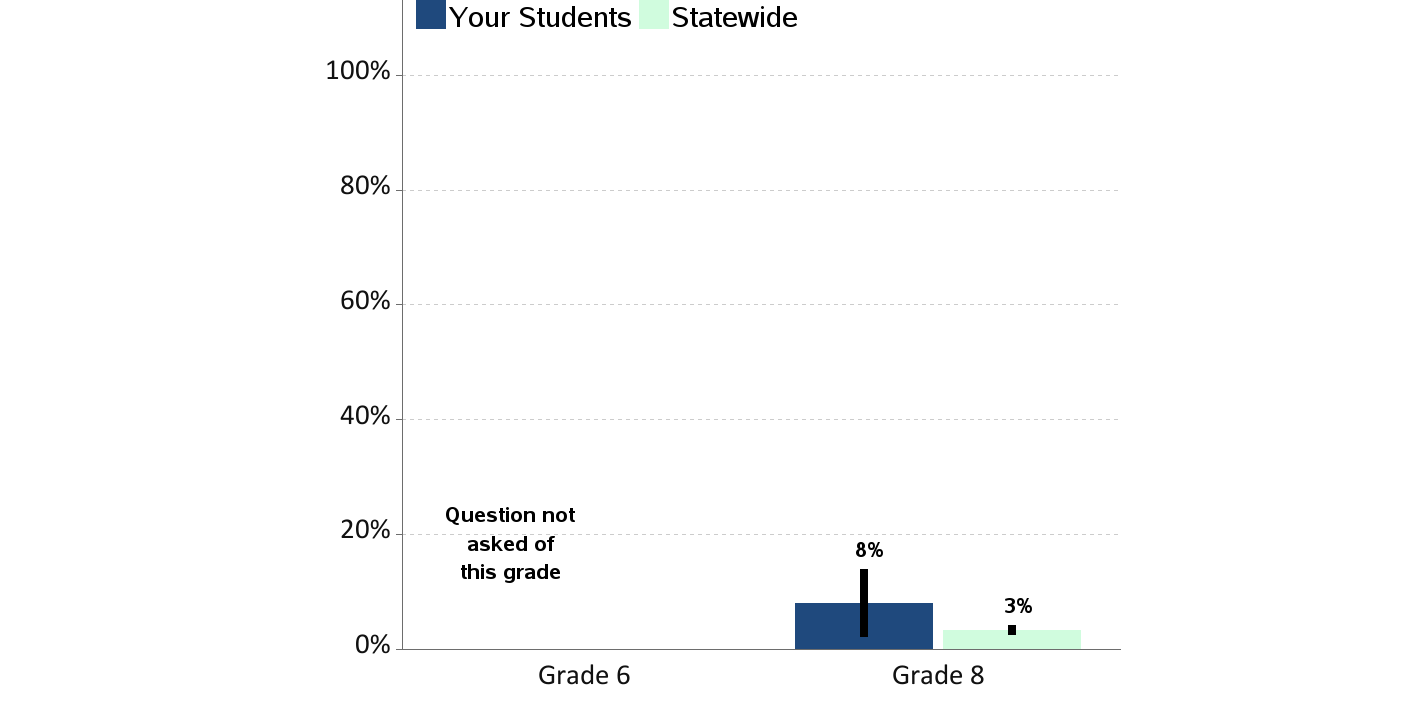 Your Students Statewide
100%
80%
60%
40%
20%
0%
Question not
asked of
this grade
8%
3%
Grade 6 Grade 8